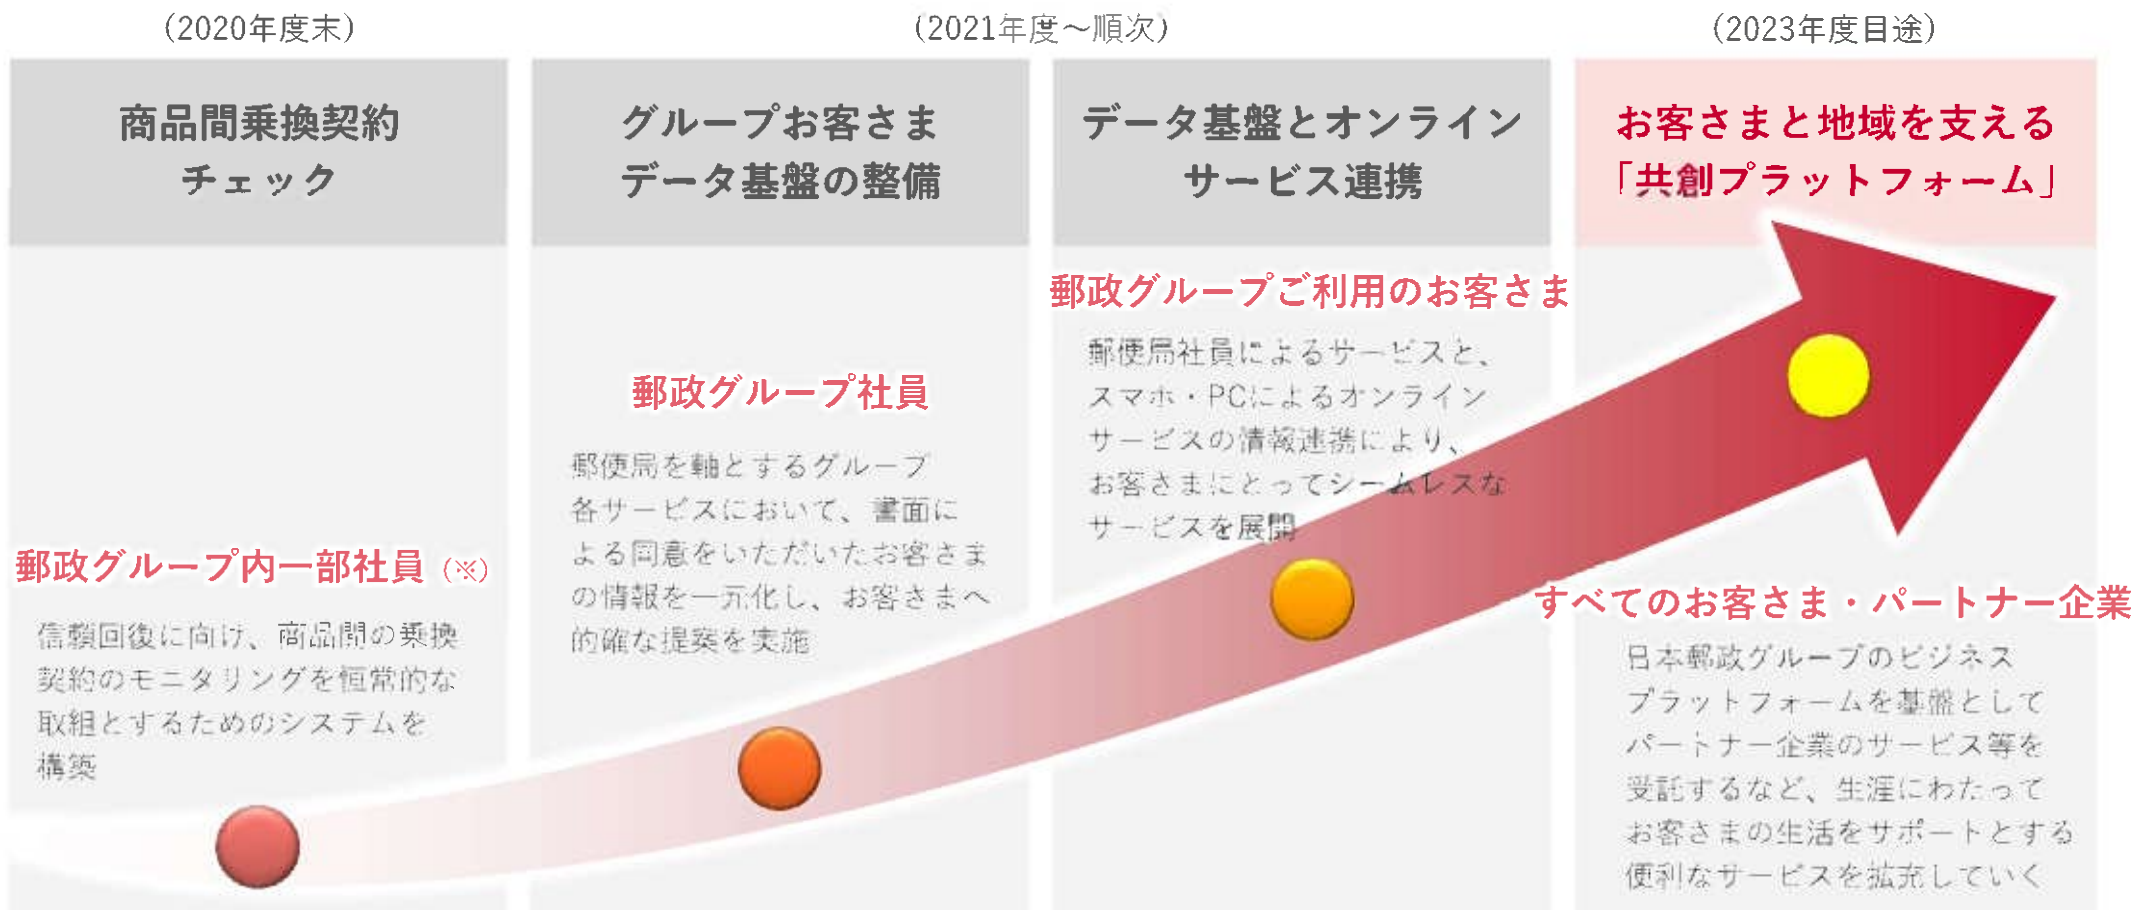 （2020年度末）
（2021年度～順次）
（2023年度目途）
商品間乗換契約
チェック
グループお客さま
データ基盤の整備
データ基盤とオンライン
サービス連携
お客さまと地域を支える
「共創プラットフォーム」
郵政グループ内一部社員（※）
信頼回復に向け、商品間の乗換
契約のモニタリングを恒常的な
取組とするためのシステムを
構築
郵政グループ社員
郵便局を軸とするグループ
各サービスにおいて、書面に
よる同意をいただいたお客さま
の情報を一元化し、お客さまへ
的確な提案を実施
郵政グループご利用のお客さま
郵便局社員によるサービスと、
スマホ・PCによるオンライン
サービスの情報連携により、
お客さまにとってシームレスな
サービスを展開
すべてのお客さま・パートナー企業
日本郵政グループのビジネス
プラットフォームを基盤として
パートナー企業のサービス等を
受託するなど、生涯にわたって
お客さまの生活をサポートとする
便利なサービスを拡充していく